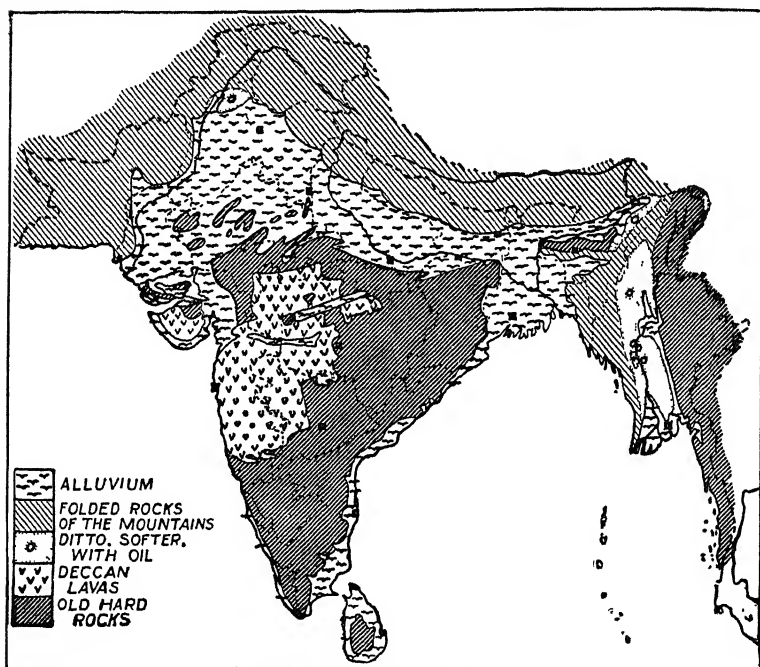 ALLUVIUM
FOLDED ROCKS
OF THE MOUNTAINS
DITTO, SOFTER,
WITH OIL
DECCAN
LAVAS
OLD HARD
ROCKS